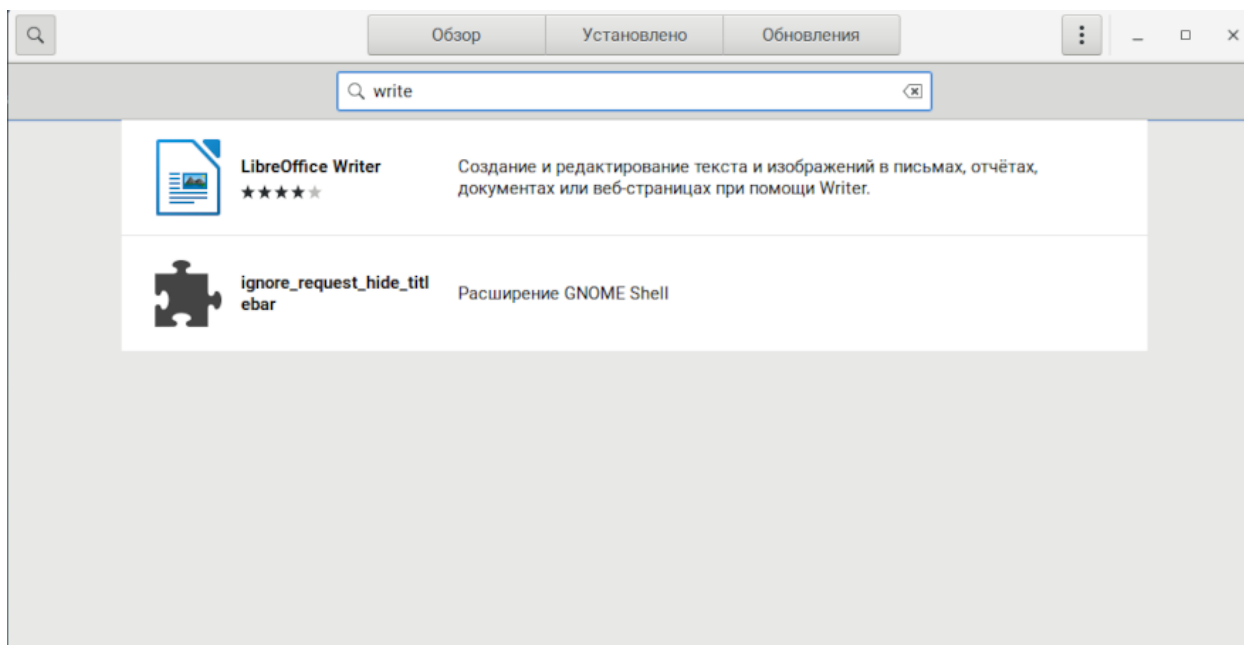 Обзор Установлено Обновления
write
LibreOffice Writer
Создание и редактирование текста и изображений в письмах, отчётах,
документах или веб-страницах при помощи Writer.
ignore_request_hide_titl
ebar
Расширение GNOME Shell